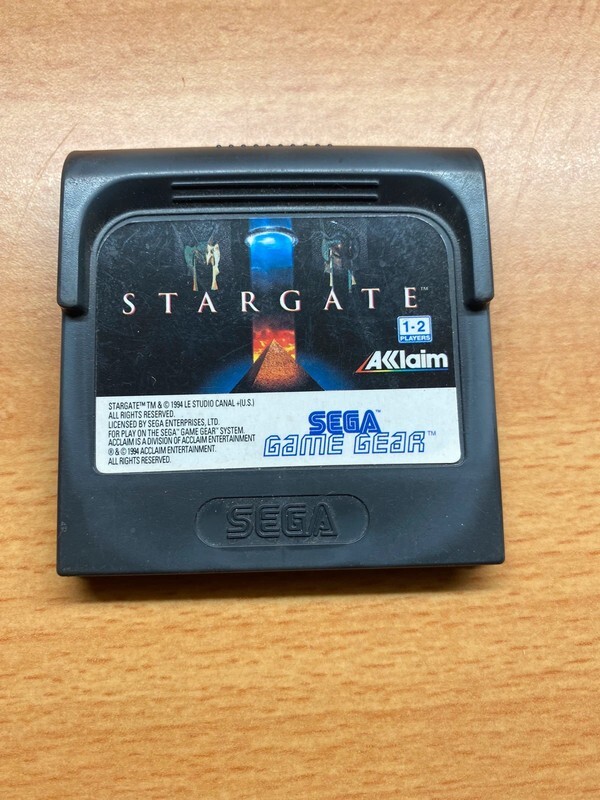 STARGATE™
1-2
PLAYERS
AKklaim
STARGATE™ TM & © 1994 LE STUDIO CANAL +(U.S.)
ALL RIGHTS RESERVED.
LICENSED BY SEGA ENTERPRISES, LTD.
FOR PLAY ON THE SEGA™ GAME GEAR™ SYSTEM.
ACCLAIM IS A DIVISION OF ACCLAIM ENTERTAINMENT
® & © 1994 ACCLAIM ENTERTAINMENT.
ALL RIGHTS RESERVED.
SEGA™
GAME GEAR™
SEGA